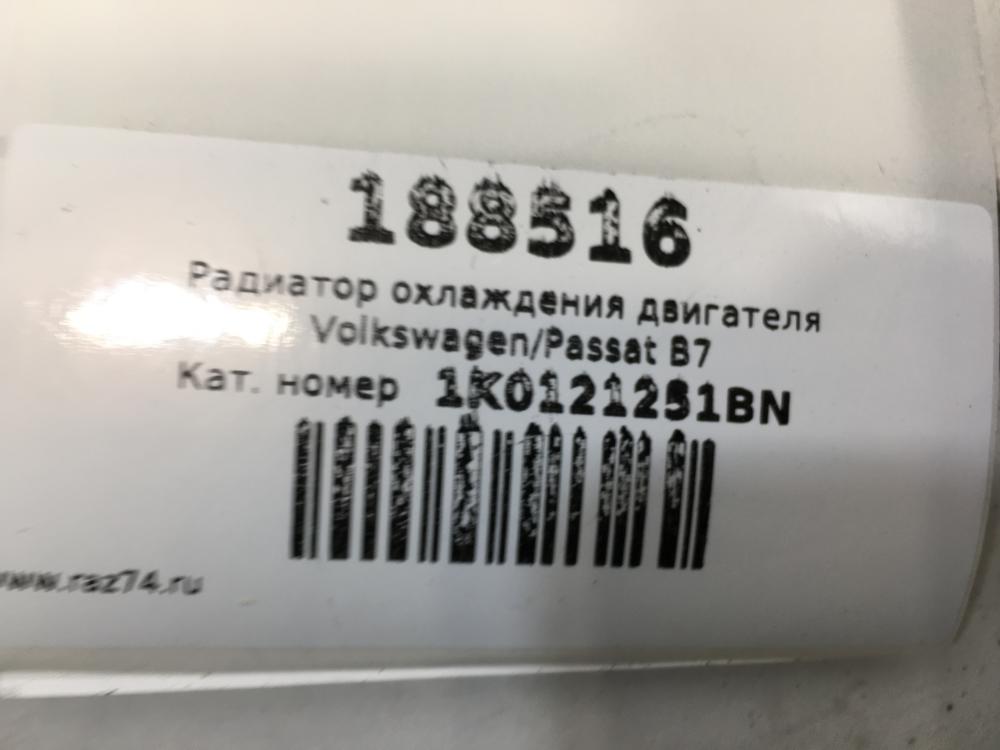 188516
Радиатор охлаждения двигателя
Volkswagen/Passat B7
Кат. номер 1K0121251BN
www.raz74.ru